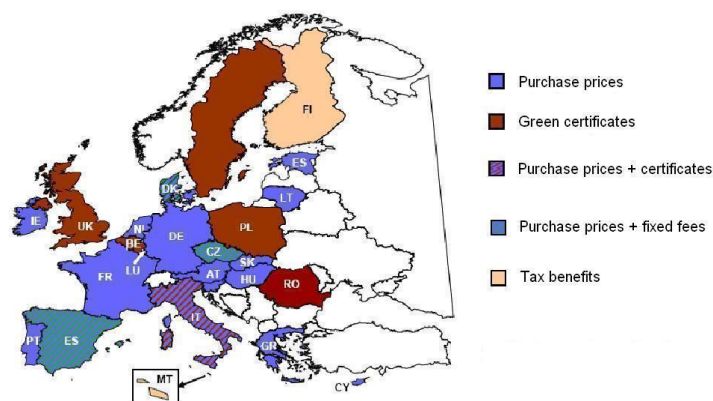 FI
Purchase prices
Green certificates
Purchase prices + certificates
Purchase prices + fixed fees
Tax benefits
ES
DK
LT
IE
UK
NL
BE
DE
PL
LU
CZ
SK
FR
AT
HU
RO
IT
PT
ES
GR
MT
CY